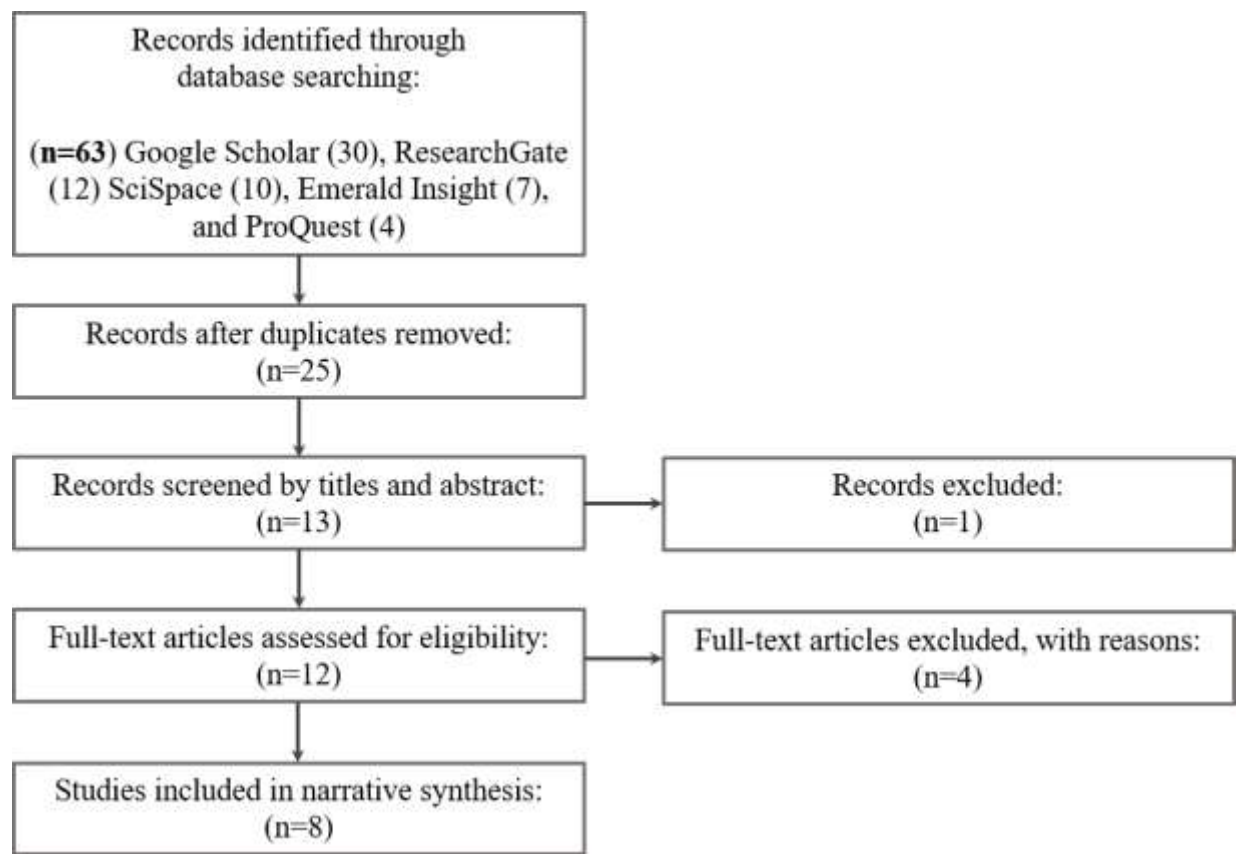 Records identified through
database searching:
(n=63) Google Scholar (30), ResearchGate
(12) SciSpace (10), Emerald Insight (7),
and ProQuest (4)
Records after duplicates removed:
(n=25)
Records screened by titles and abstract:
(n=13)
Records excluded:
(n=1)
Full-text articles assessed for eligibility:
(n=12)
Full-text articles excluded, with reasons:
(n=4)
Studies included in narrative synthesis:
(n=8)